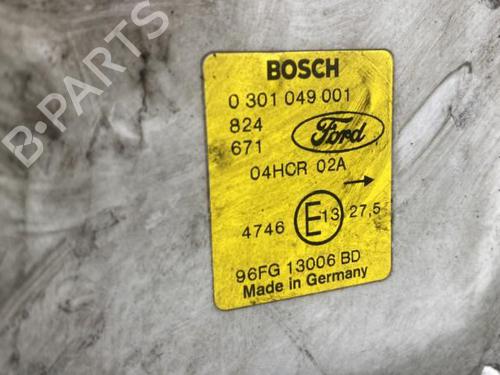 B-PARTS
BOSCH
0 301 049 001
824
671
Ford
04HCR 02A
4746 E13 27,5
96FG 13006 BD
Made in Germany